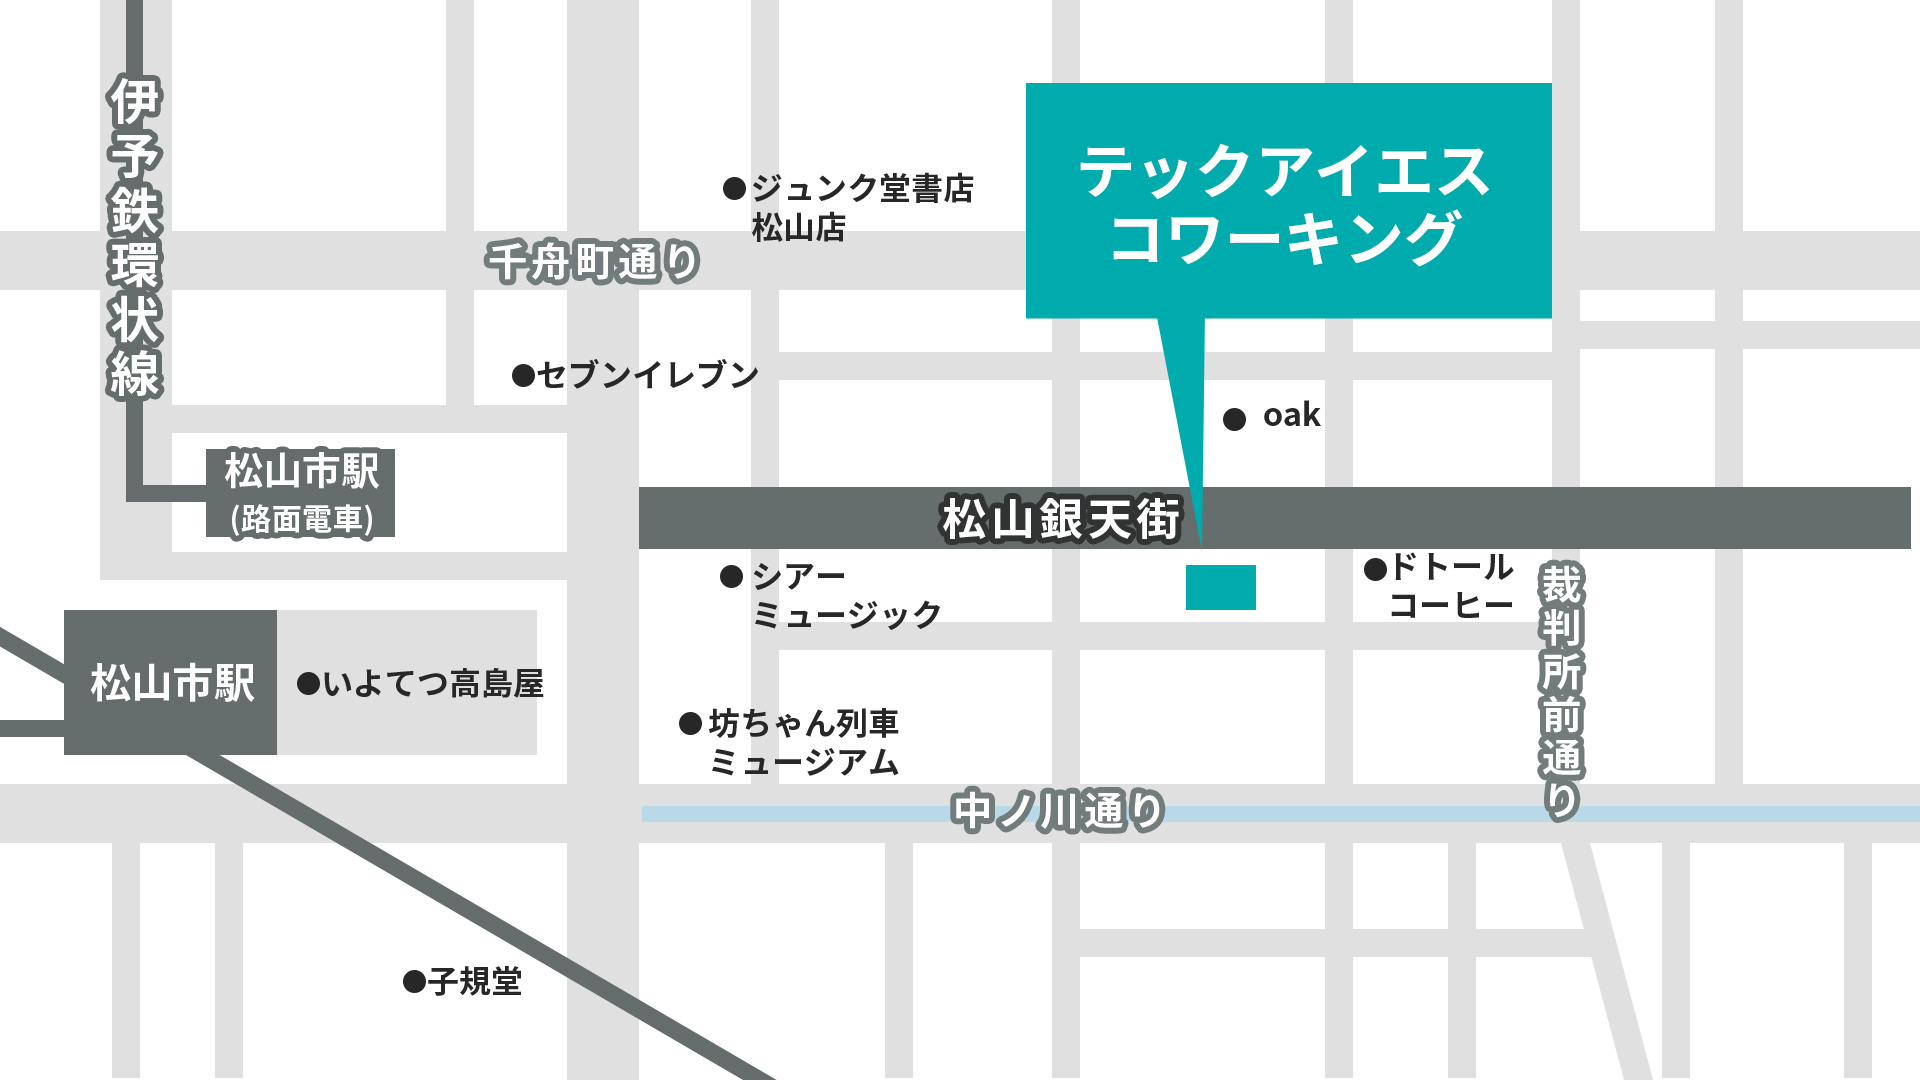 伊予鉄環状線
テックアイエス
コワーキング
●ジュンク堂書店
松山店
千舟町通り
●セブンイレブン
● oak
松山市駅
(路面電車)
松山銀天街
●シアー
ミュージック
●ドトール
コーヒー
裁判所前通り
松山市駅
●いよてつ高島屋
●坊ちゃん列車
ミュージアム
中ノ川通り
●子規堂